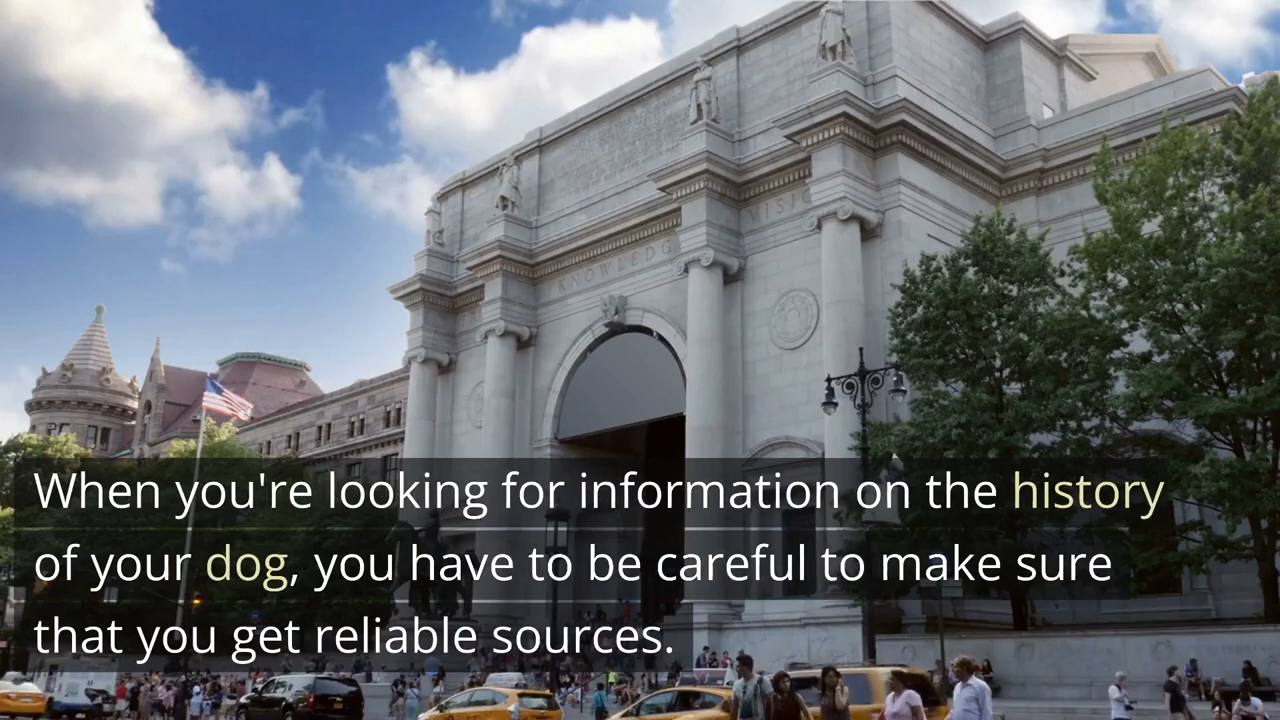 KNOWLEDGE
When you're looking for information on the history
of your dog, you have to be careful to make sure
that you get reliable sources.